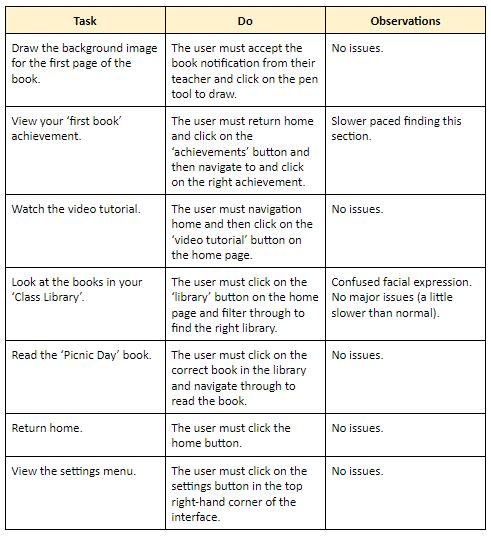 Task
Do
Observations
Draw the background image
for the first page of the
book.
The user must accept the
book notification from their
teacher and click on the pen
tool to draw.
No issues.
View your ‘first book’
achievement.
The user must return home
and click on the
‘achievements’ button and
then navigate to and click
on the right achievement.
Slower paced finding this
section.
Watch the video tutorial.
The user must navigation
home and then click on the
‘video tutorial’ button on
the home page.
No issues.
Look at the books in your
‘Class Library’.
The user must click on the
‘library’ button on the home
page and filter through to
find the right library.
Confused facial expression.
No major issues (a little
slower than normal).
Read the ‘Picnic Day’ book.
The user must click on the
correct book in the library
and navigate through to
read the book.
No issues.
Return home.
The user must click the
home button.
No issues.
View the settings menu.
The user must click on the
settings button in the top
right-hand corner of the
interface.
No issues.